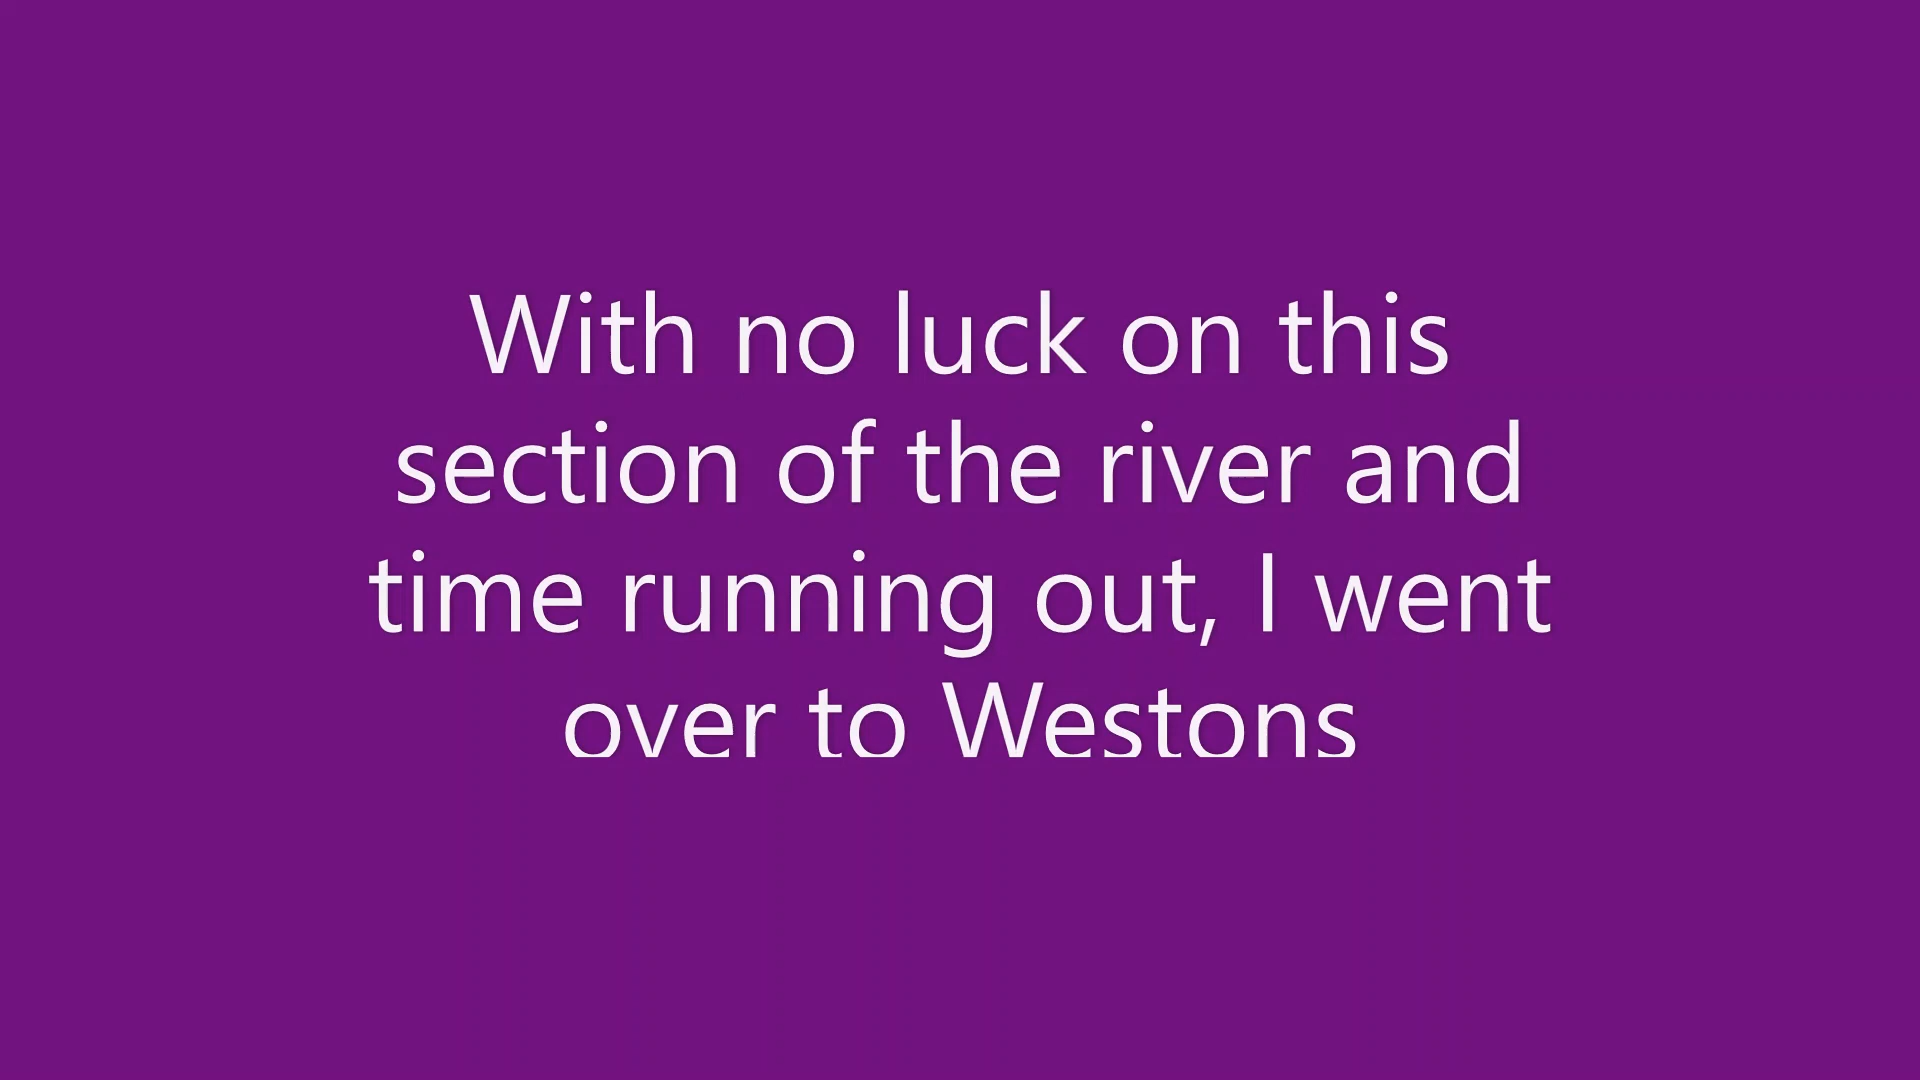 With no luck on this
section of the river and
time running out, I went
over to Westons